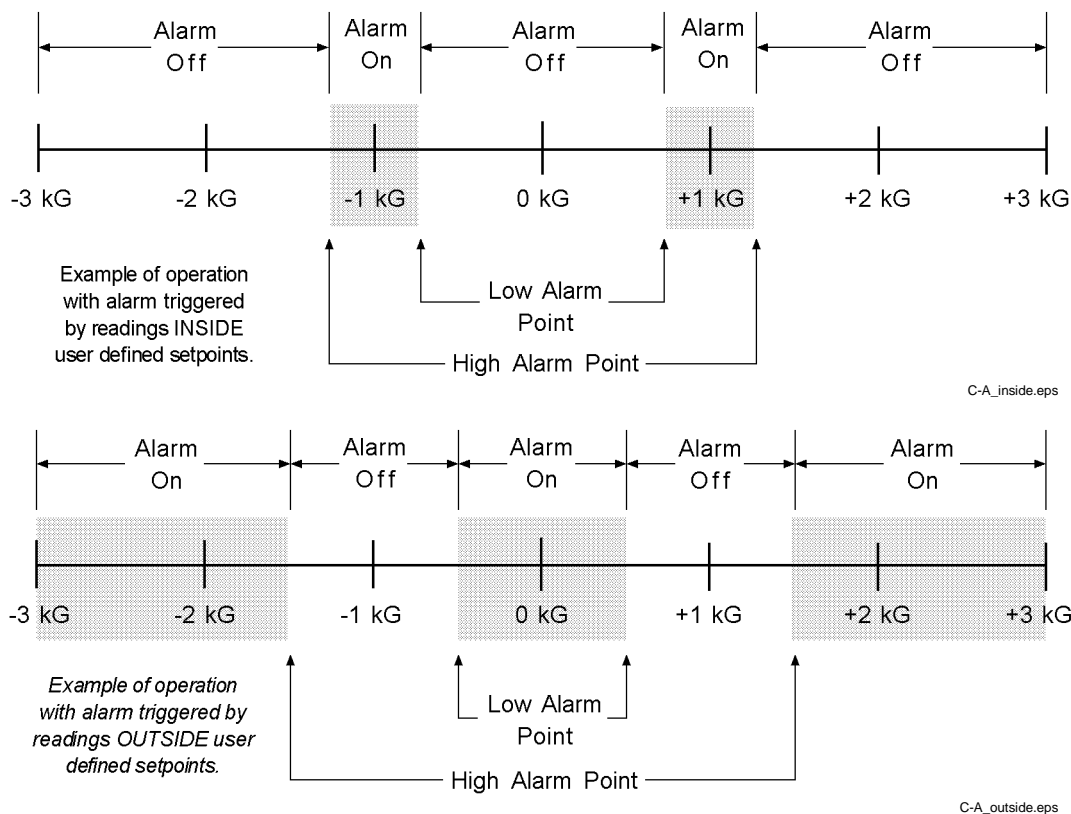 Alarm Off
Alarm On
Alarm Off
Alarm On
Alarm Off
-3 kG
-2 kG
-1 kG
0 kG
+1 kG
+2 kG
+3 kG
Example of operation
with alarm triggered
by readings INSIDE
user defined setpoints.
Low Alarm
Point
High Alarm Point
C-A_inside.eps
Alarm On
Alarm Off
Alarm On
Alarm Off
Alarm On
-3 kG
-2 kG
-1 kG
0 kG
+1 kG
+2 kG
+3 kG
Example of operation
with alarm triggered by
readings OUTSIDE user
defined setpoints.
Low Alarm
Point
High Alarm Point
C-A_outside.eps